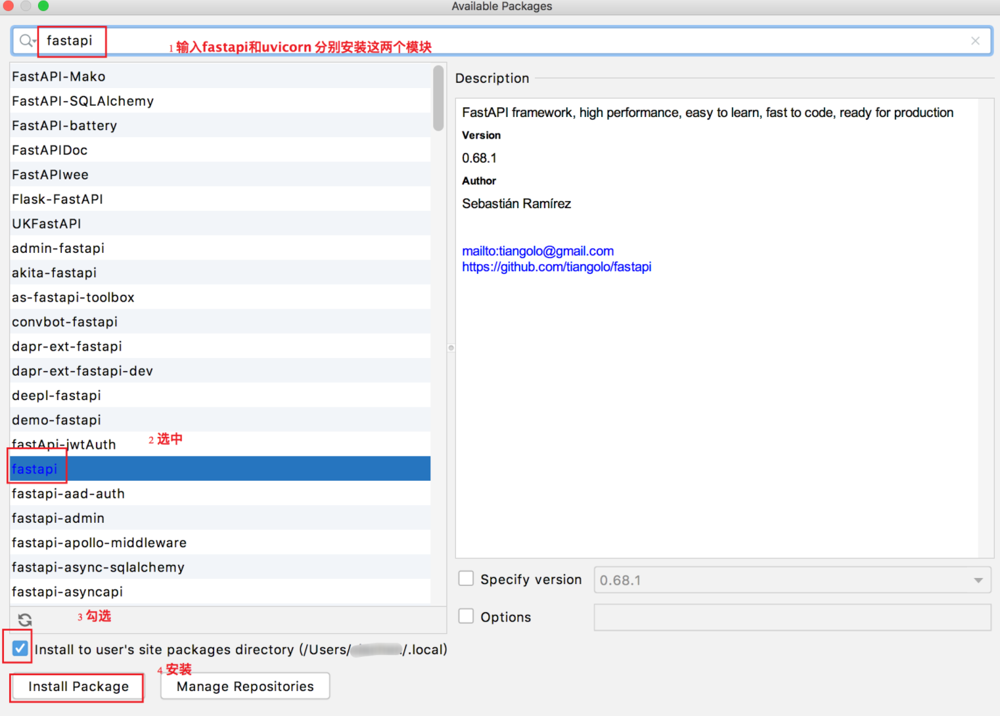 Available Packages
fastapi
1 输入fastapi和uvicorn 分别安装这两个模块
FastAPI-Mako
FastAPI-SQLAlchemy
FastAPI-battery
FastAPIDoc
FastAPIwee
Flask-FastAPI
UKFastAPI
admin-fastapi
akita-fastapi
as-fastapi-toolbox
convbot-fastapi
dapr-ext-fastapi
dapr-ext-fastapi-dev
deepl-fastapi
demo-fastapi
fastApi-jwtAuth
2 选中
fastapi
fastapi-aad-auth
fastapi-admin
fastapi-apollo-middleware
fastapi-async-sqlalchemy
fastapi-asyncapi
3 勾选
Install to user's site packages directory (/Users/ /.local)
4 安装
Install Package
Manage Repositories
Description
FastAPI framework, high performance, easy to learn, fast to code, ready for production
Version
0.68.1
Author
Sebastián Ramírez
mailto:tiangolo@gmail.com
https://github.com/tiangolo/fastapi
Specify version
0.68.1
Options